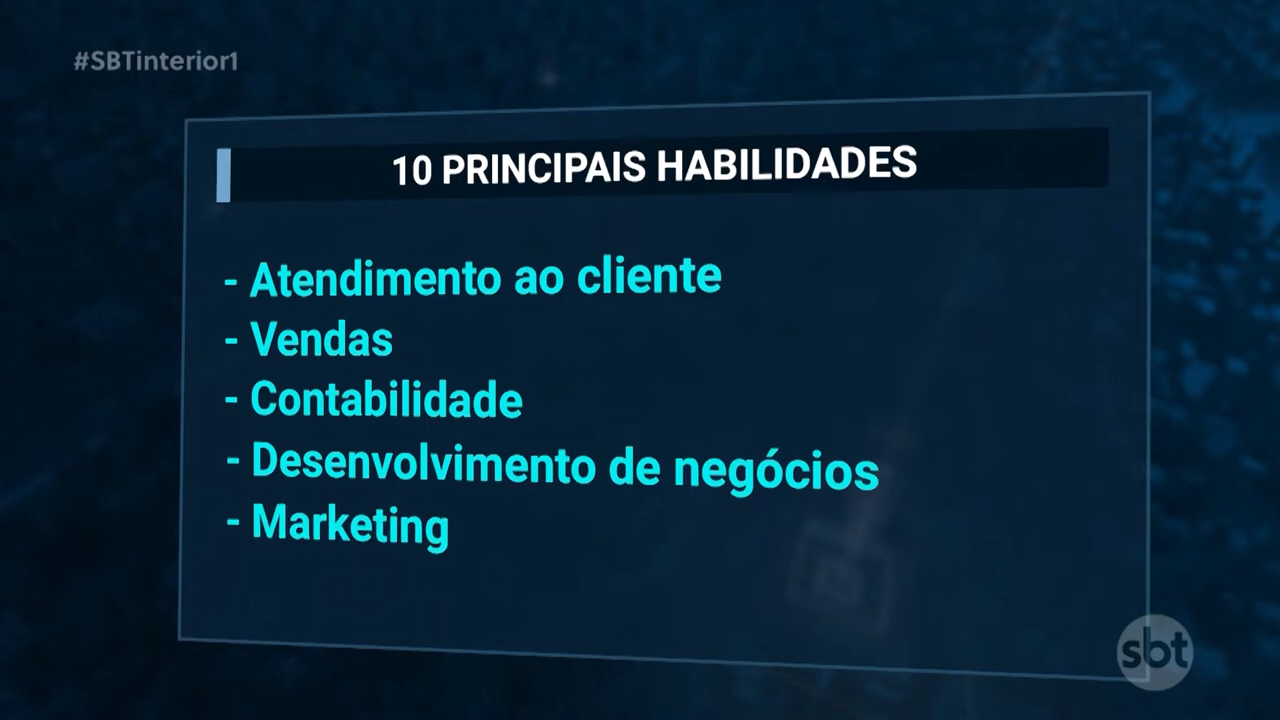 #SBTinterior1
10 PRINCIPAIS HABILIDADES
- Atendimento ao cliente
- Vendas
- Contabilidade
- Desenvolvimento de negócios
- Marketing
sbt